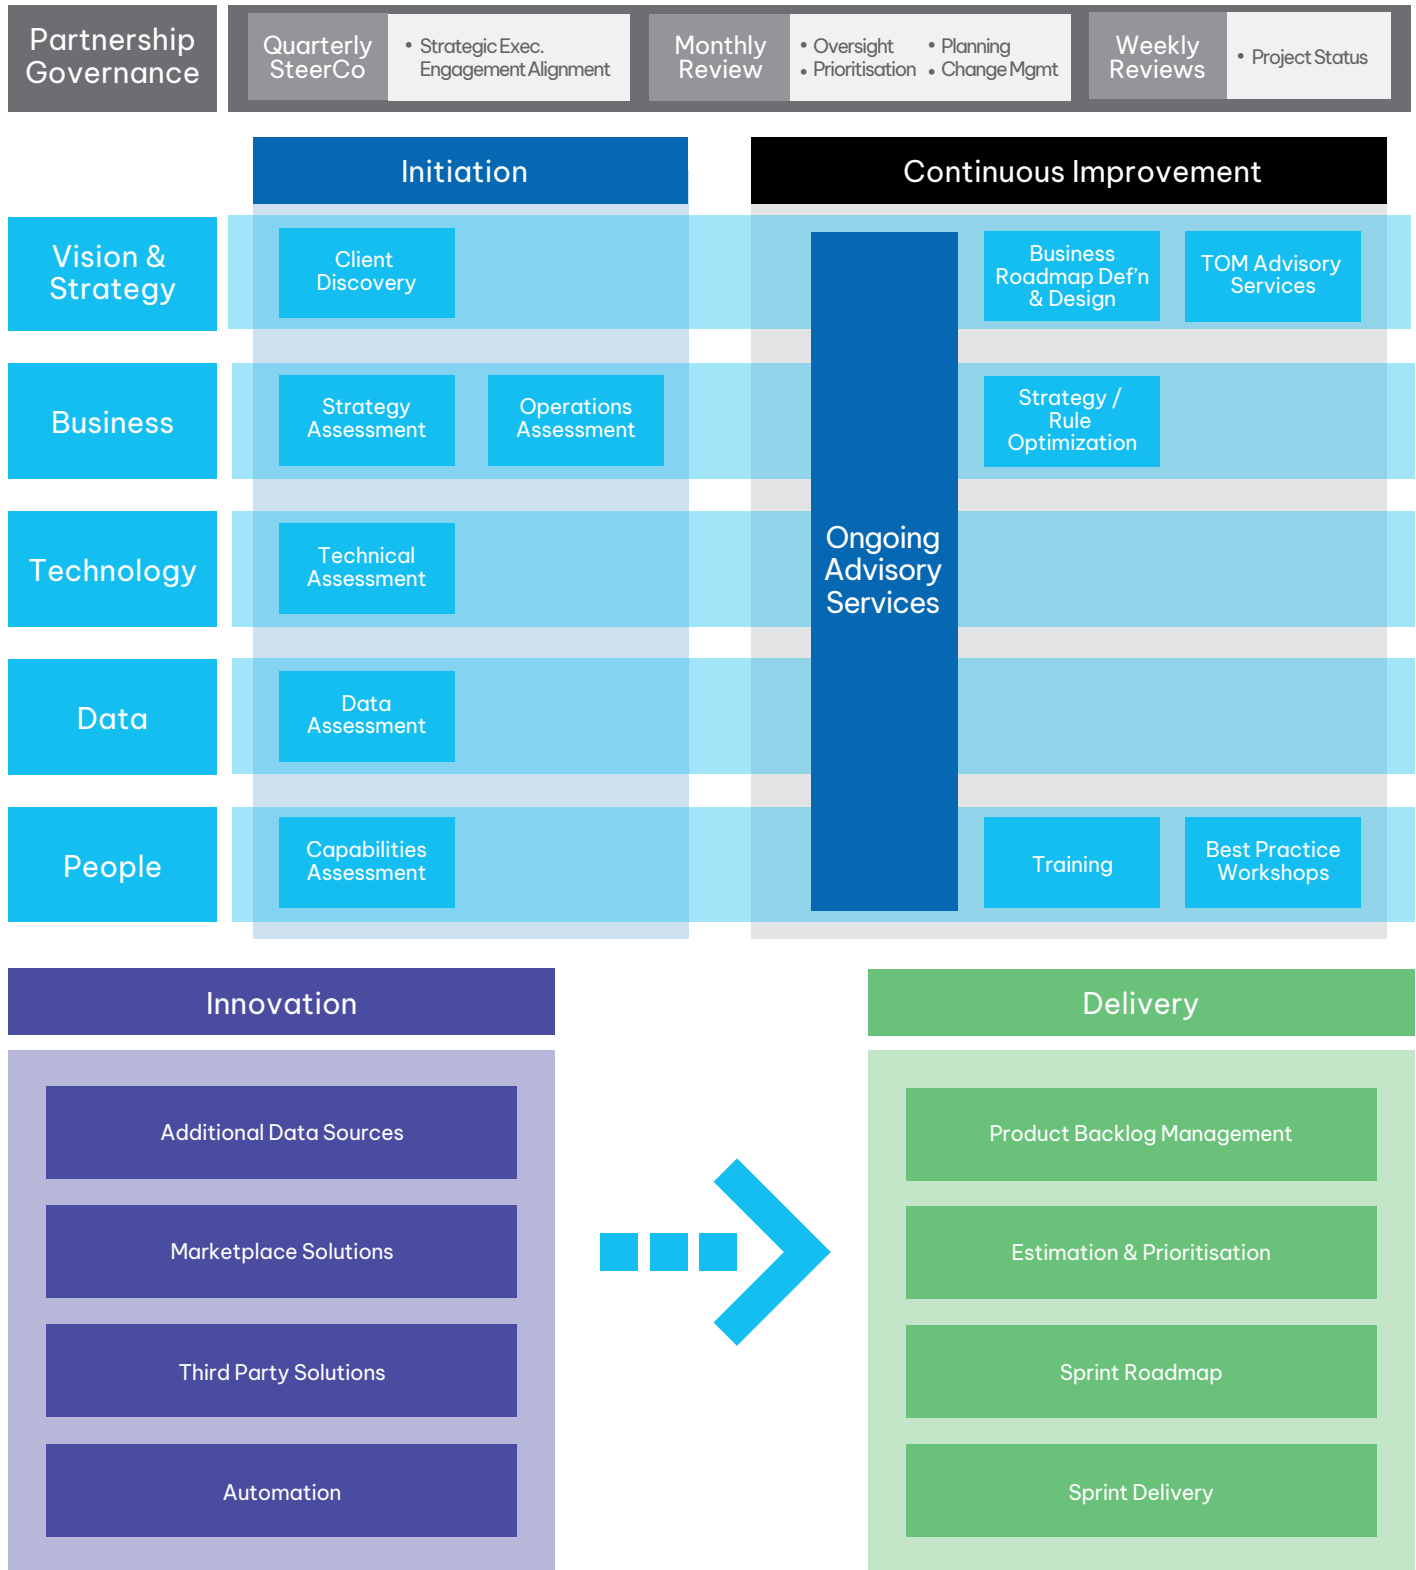 Partnership
Governance
Quarterly
SteerCo
• Strategic Exec.
Engagement Alignment
Monthly
Review
• Oversight
• Prioritisation
• Planning
• Change Mgmt
Weekly
Reviews
• Project Status
Initiation
Continuous Improvement
Vision &
Strategy
Client
Discovery
Business
Roadmap Def’n
& Design
TOM Advisory
Services
Business
Strategy
Assessment
Operations
Assessment
Strategy /
Rule
Optimization
Technology
Technical
Assessment
Ongoing
Advisory
Services
Data
Data
Assessment
People
Capabilities
Assessment
Training
Best Practice
Workshops
Innovation
Additional Data Sources
Marketplace Solutions
Third Party Solutions
Automation
Delivery
Product Backlog Management
Estimation & Prioritisation
Sprint Roadmap
Sprint Delivery